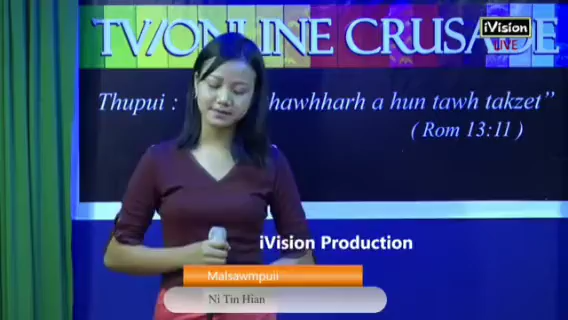 TV/ONLINE CRUSADE
iVision
LIVE
Thupui : hawhharh a hun tawh takzet”
( Rom 13:11 )
iVision Production
Malsawmpuii
Ni Tin Hian